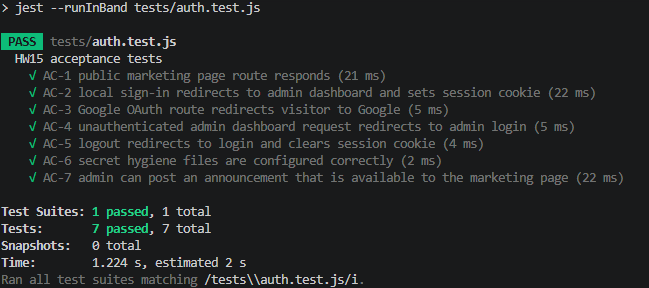 > jest --runInBand tests/auth.test.js
PASS tests/auth.test.js
HW15 acceptance tests
√ AC-1 public marketing page route responds (21 ms)
√ AC-2 local sign-in redirects to admin dashboard and sets session cookie (22 ms)
√ AC-3 Google OAuth route redirects visitor to Google (5 ms)
√ AC-4 unauthenticated admin dashboard request redirects to admin login (5 ms)
√ AC-5 logout redirects to login and clears session cookie (4 ms)
√ AC-6 secret hygiene files are configured correctly (2 ms)
√ AC-7 admin can post an announcement that is available to the marketing page (22 ms)
Test Suites: 1 passed, 1 total
Tests: 7 passed, 7 total
Snapshots: 0 total
Time: 1.224 s, estimated 2 s
Ran all test suites matching /tests\\auth.test.js/i.